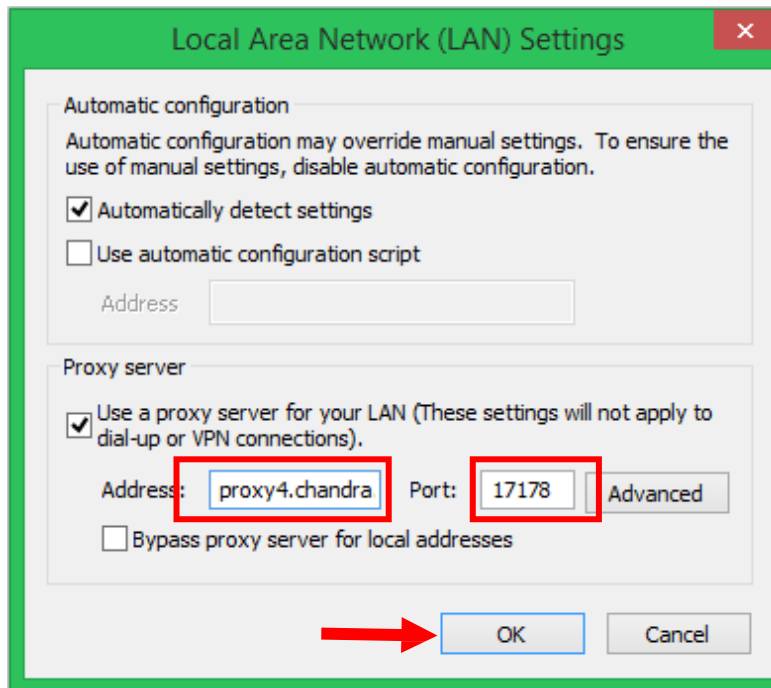 Local Area Network (LAN) Settings
Automatic configuration
Automatic configuration may override manual settings. To ensure the
use of manual settings, disable automatic configuration.
Automatically detect settings
Use automatic configuration script
Address
Proxy server
Use a proxy server for your LAN (These settings will not apply to
dial-up or VPN connections).
Address: proxy4.chandra Port: 17178 Advanced
Bypass proxy server for local addresses
OK Cancel